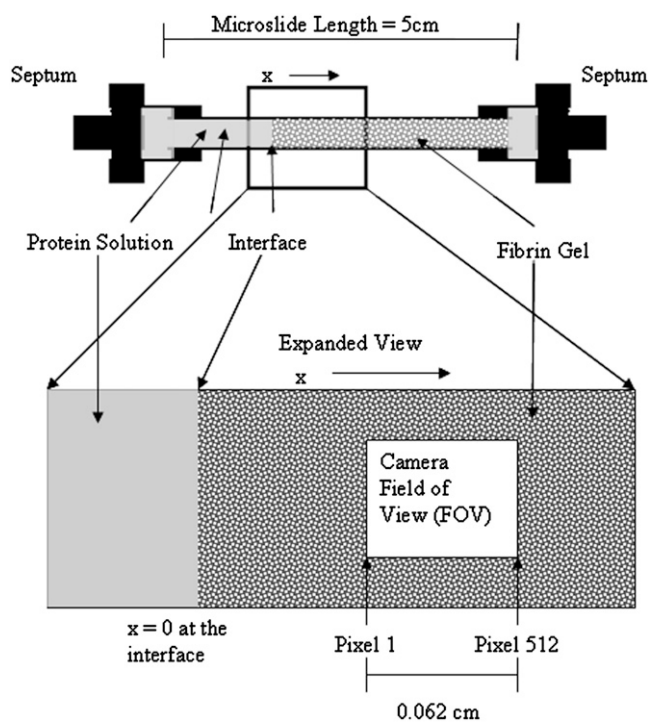 Microslide Length = 5cm
Septum
x
Septum
Protein Solution
Interface
Fibrin Gel
Expanded View
x
Camera
Field of
View (FOV)
x = 0 at the
interface
Pixel 1
Pixel 512
0.062 cm